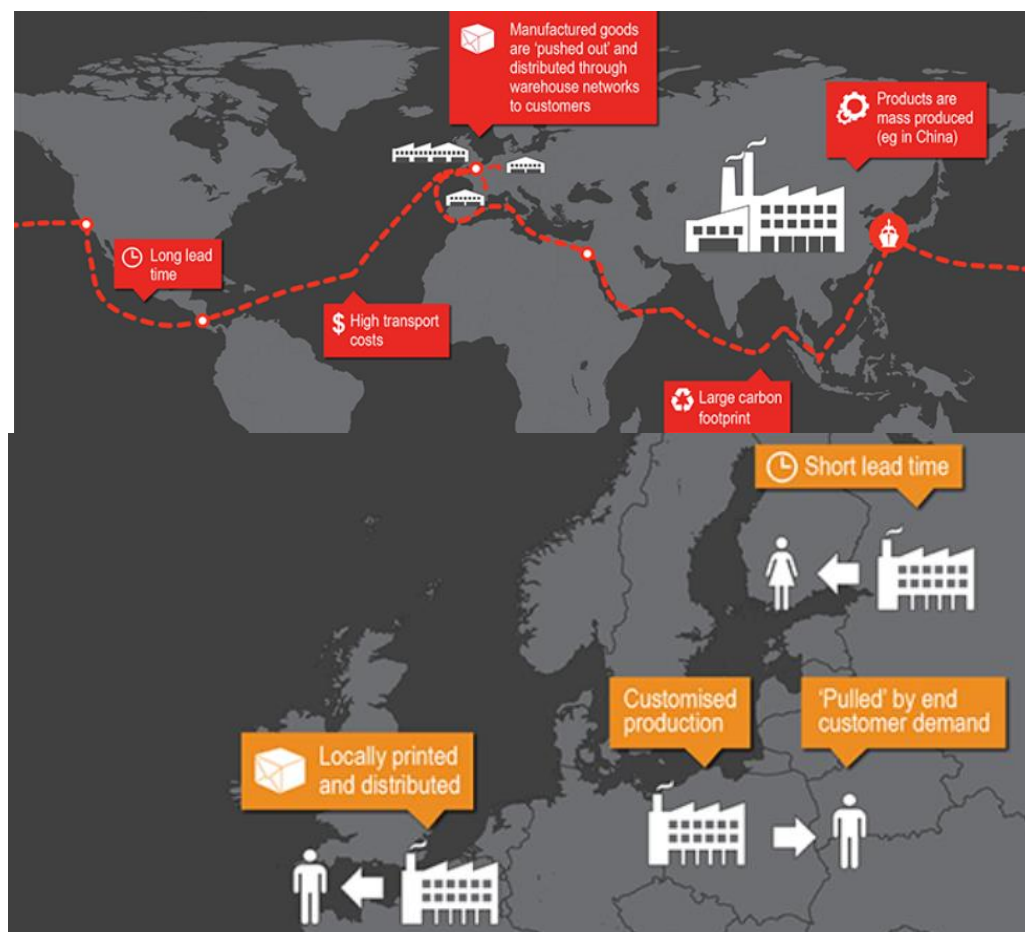 Manufactured goods
are ‘pushed out’ and
distributed through
warehouse networks
to customers
Products are
mass produced
(eg in China)
Long lead
time
$ High transport
costs
Large carbon
footprint
Short lead time
Customised
production
‘Pulled’ by end
customer demand
Locally printed
and distributed